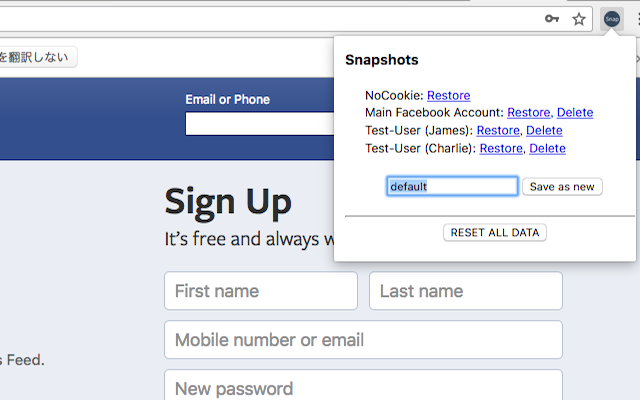 Snap
を翻訳しない
Snapshots
NoCookie: Restore
Main Facebook Account: Restore, Delete
Test-User (James): Restore, Delete
Test-User (Charlie): Restore, Delete
default
Save as new
RESET ALL DATA
Email or Phone
Sign Up
It’s free and always
First name
Last name
Mobile number or email
s Feed.
New password